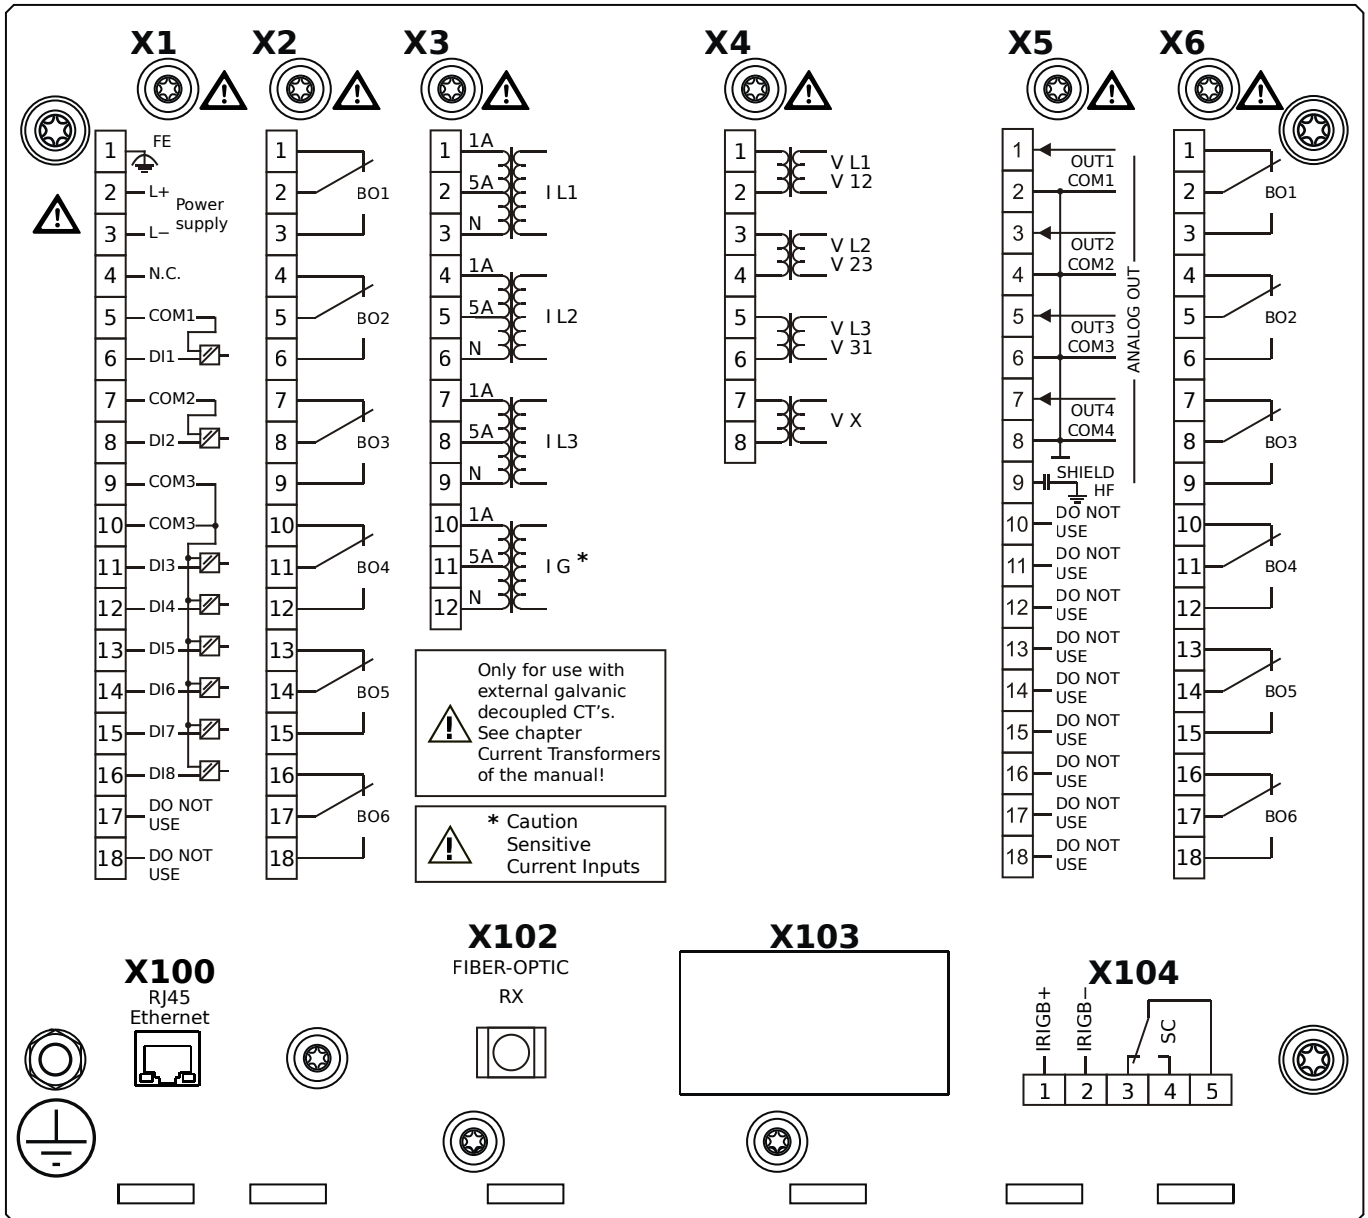 X1
1 FE
2 L+ Power
3 L− supply
4 N.C.
5 COM1
6 DI1
7 COM2
8 DI2
9 COM3
10 COM3
11 DI3
12 DI4
13 DI5
14 DI6
15 DI7
16 DI8
17 DO NOT
USE
18 DO NOT
USE
X2
1
2 BO1
3
4
5 BO2
6
7
8 BO3
9
10
11 BO4
12
13
14 BO5
15
16
17 BO6
18
X3
1 1A
2 5A I L1
3 N
4 1A
5 5A I L2
6 N
7 1A
8 5A I L3
9 N
10 1A
11 5A I G *
12 N
Only for use with
external galvanic
decoupled CT's.
See chapter
Current Transformers
of the manual!
* Caution
Sensitive
Current Inputs
X4
1 V L1
2 V 12
3 V L2
4 V 23
5 V L3
6 V 31
7 V X
8
X5
1 OUT1
2 COM1
3 OUT2
4 COM2
5 OUT3
6 COM3
7 OUT4
8 COM4
ANALOG OUT
9 SHIELD
HF
10 DO NOT
USE
11 DO NOT
USE
12 DO NOT
USE
13 DO NOT
USE
14 DO NOT
USE
15 DO NOT
USE
16 DO NOT
USE
17 DO NOT
USE
18 DO NOT
USE
X6
1
2 BO1
3
4
5 BO2
6
7
8 BO3
9
10
11 BO4
12
13
14 BO5
15
16
17 BO6
18
X100
RJ45
Ethernet
X102
FIBER-OPTIC
RX
X103
X104
IRIGB+
IRIGB−
SC
1 2 3 4 5